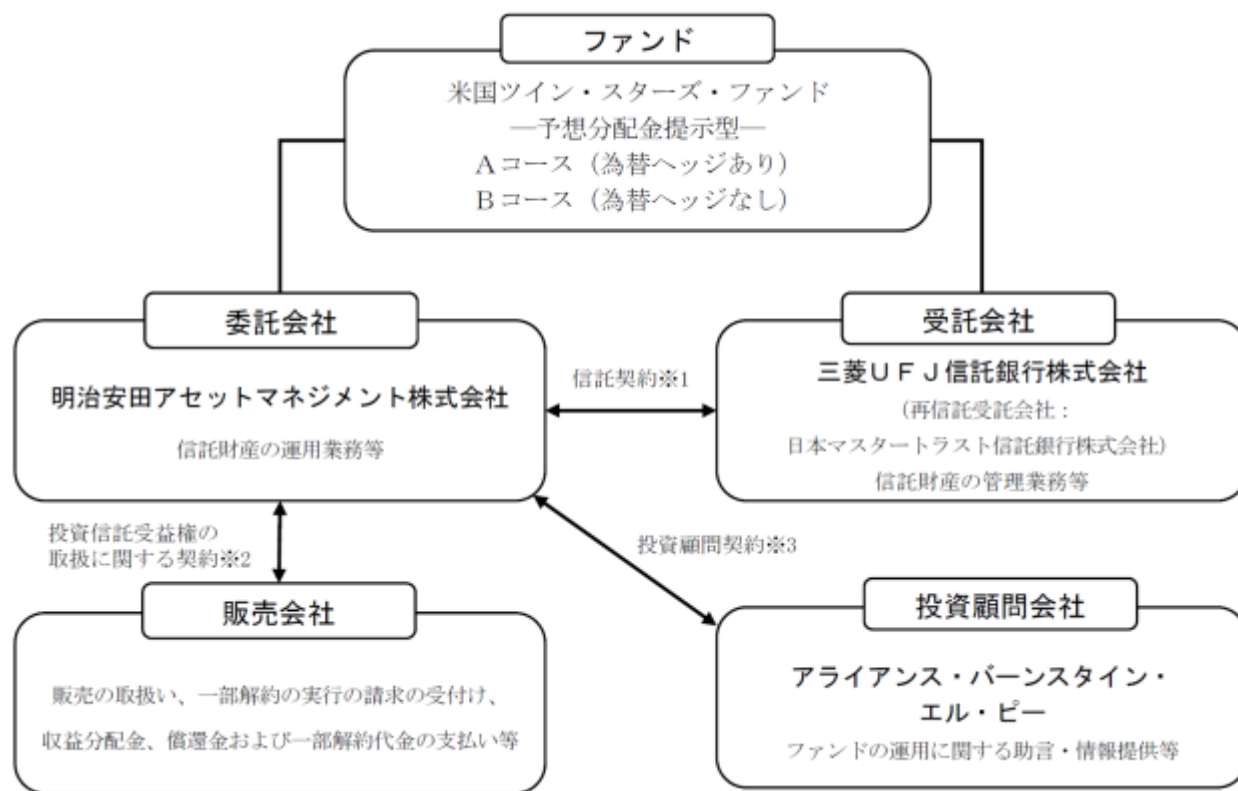 ファンド
米国ツイン・スターズ・ファンド
―予想分配金提示型―
Aコース（為替ヘッジあり）
Bコース（為替ヘッジなし）
委託会社
明治安田アセットマネジメント株式会社
信託財産の運用業務等
信託契約※1
受託会社
三菱UFJ信託銀行株式会社
（再信託受託会社：
日本マスタートラスト信託銀行株式会社）
信託財産の管理業務等
投資信託受益権の
取扱に関する契約※2
投資顧問契約※3
販売会社
販売の取扱い、一部解約の実行の請求の受付け、
収益分配金、償還金および一部解約代金の支払い等
投資顧問会社
アライアンス・バーンスタイン・
エル・ピー
ファンドの運用に関する助言・情報提供等